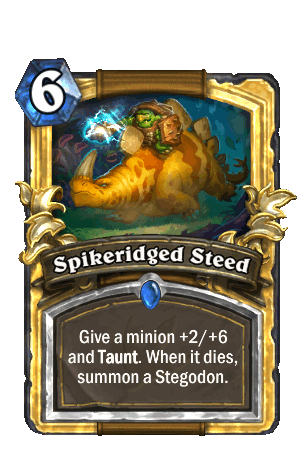 6
Spikeridged Steed
Give a minion +2/+6
and Taunt. When it dies,
summon a Stegodon.